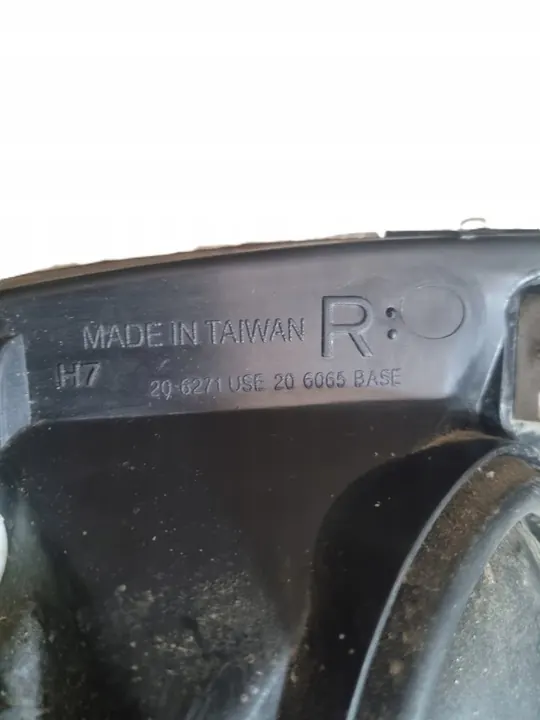 MADE IN TAIWAN R:
H7 20-6271 USE 20 6065 BASE